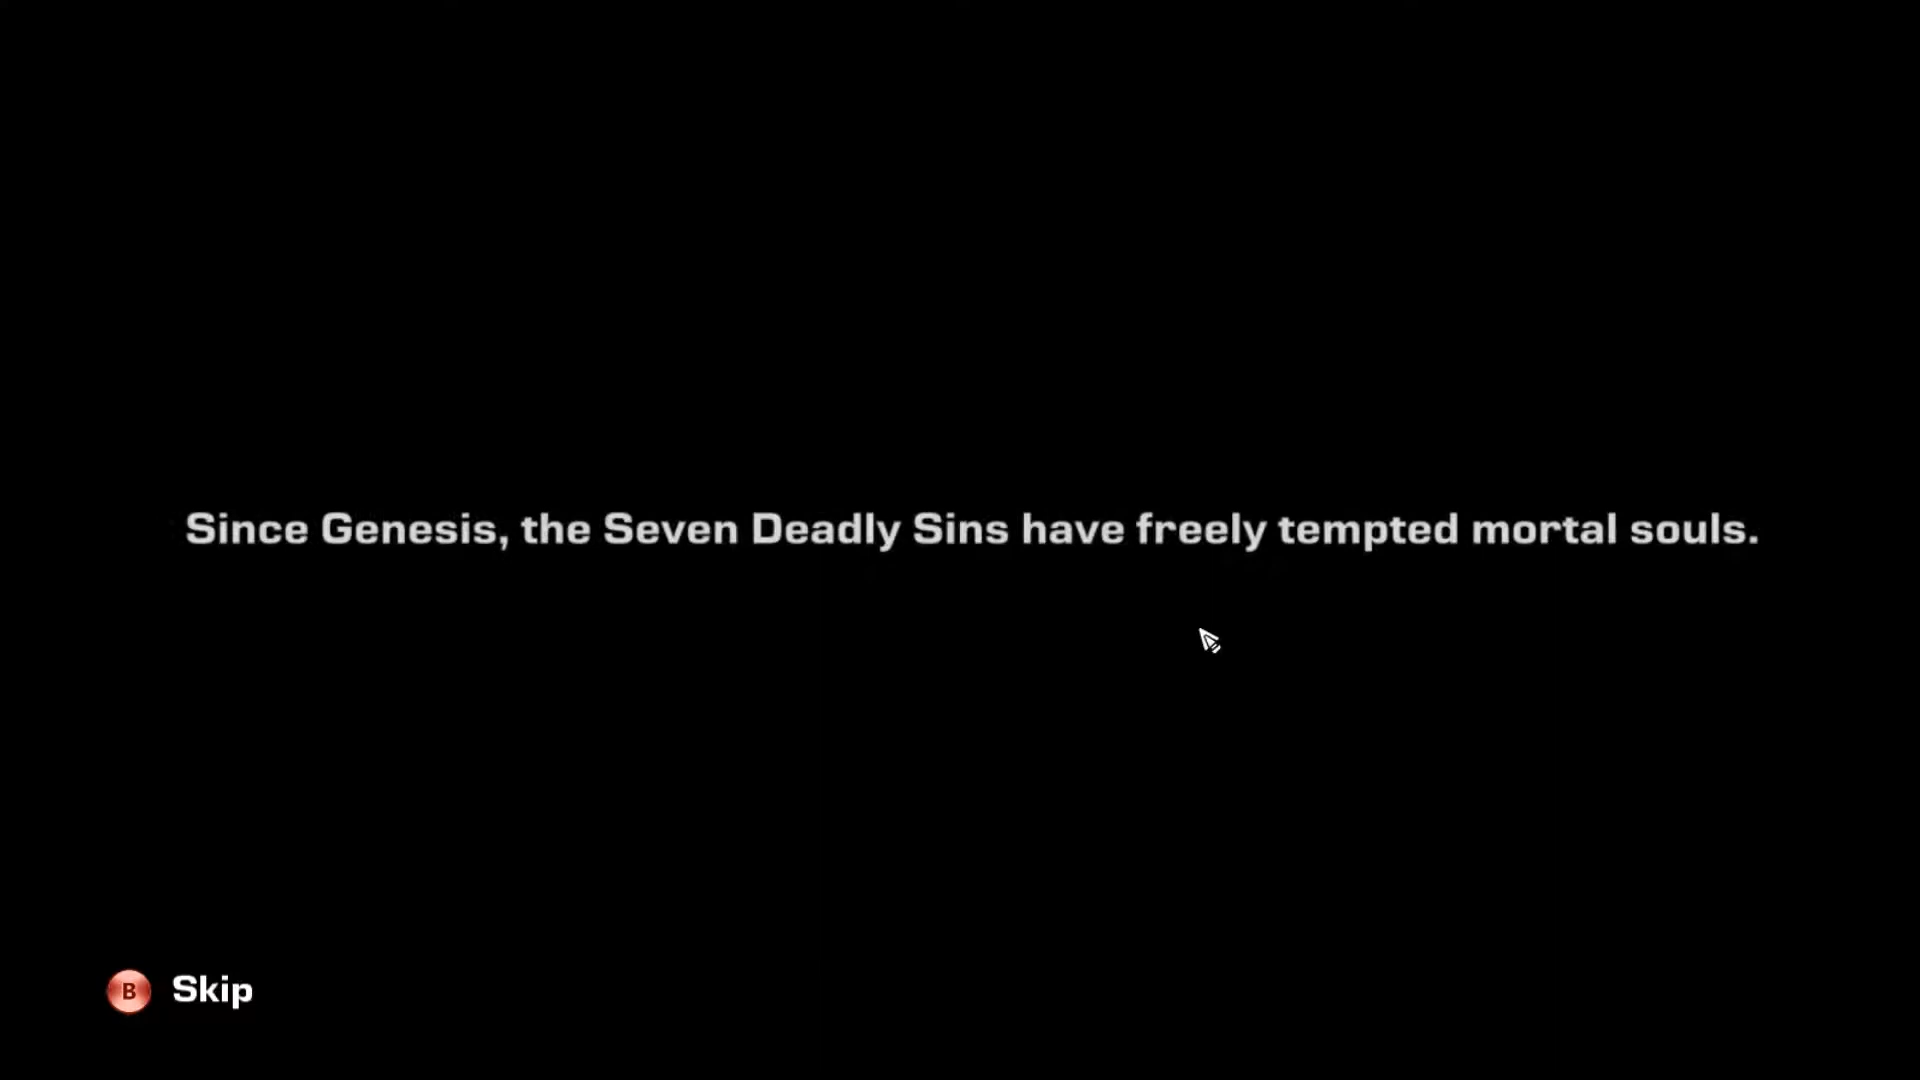 Since Genesis, the Seven Deadly Sins have freely tempted mortal souls.
B Skip